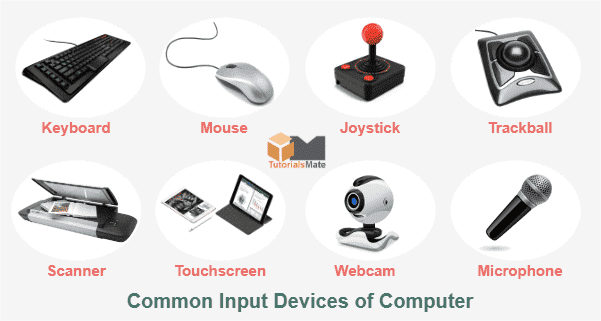 Keyboard
Mouse
Joystick
Trackball
TutorialsMate
Scanner
Touchscreen
Webcam
Microphone
Common Input Devices of Computer